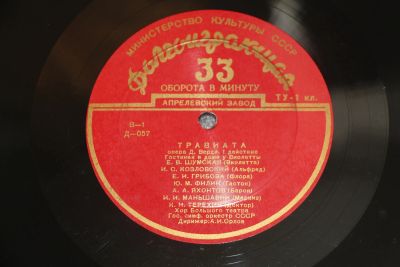 МИНИСТЕРСТВО КУЛЬТУРЫ СССР
Долгоиграющая
33
ОБОРОТА В МИНУТУ
АПРЕЛЕВСКИЙ ЗАВОД
ТУ-1 кл.
В—1
Д—057
ТРАВИАТА
опера Д. Верди, I действие
Гостиная в доме у Виолетты
Е. В. ШУМСКАЯ (Виолетта)
И. С. КОЗЛОВСКИЙ (Альфред)
Е. И. ГРИБОВА (Флора)
Ю. М. ФИЛИН (Гастон)
А. А. ЯХОНТОВ (Барон)
И. И. МАНЬШАВИН (Маркиз)
К. Н. ТЕРЕХИН (Доктор)
Хор Большого театра
Гос. симф. оркестр СССР
Дирижер: А. И. Орлов